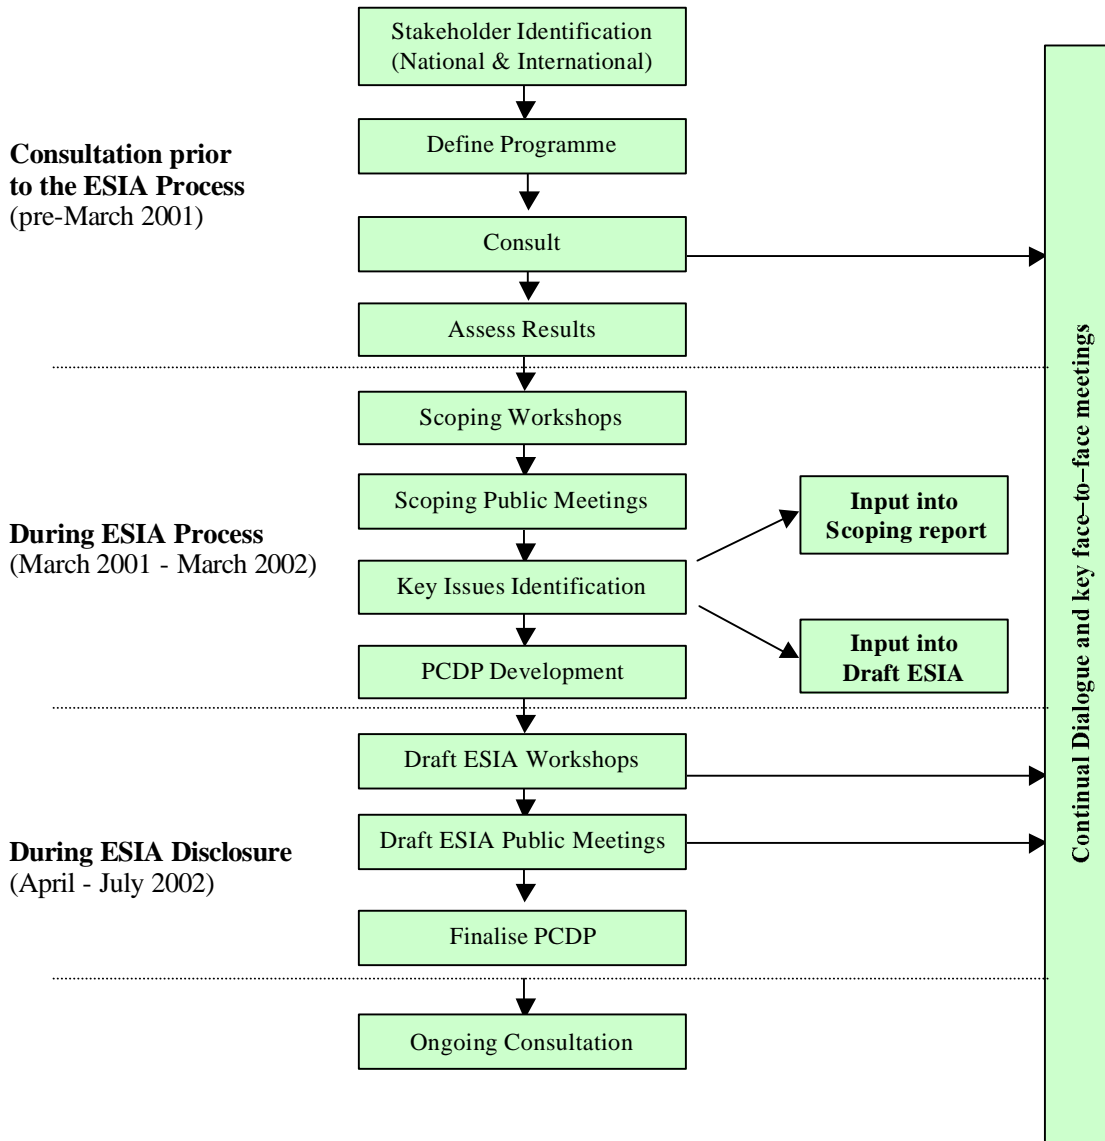 Stakeholder Identification
(National & International)
Define Programme
Consultation prior
to the ESIA Process
(pre-March 2001)
Consult
Assess Results
Scoping Workshops
Scoping Public Meetings
Input into
Scoping report
During ESIA Process
(March 2001 - March 2002)
Key Issues Identification
Input into
Draft ESIA
PCDP Development
Draft ESIA Workshops
Draft ESIA Public Meetings
During ESIA Disclosure
(April - July 2002)
Finalise PCDP
Ongoing Consultation
Continual Dialogue and key face–to–face meetings